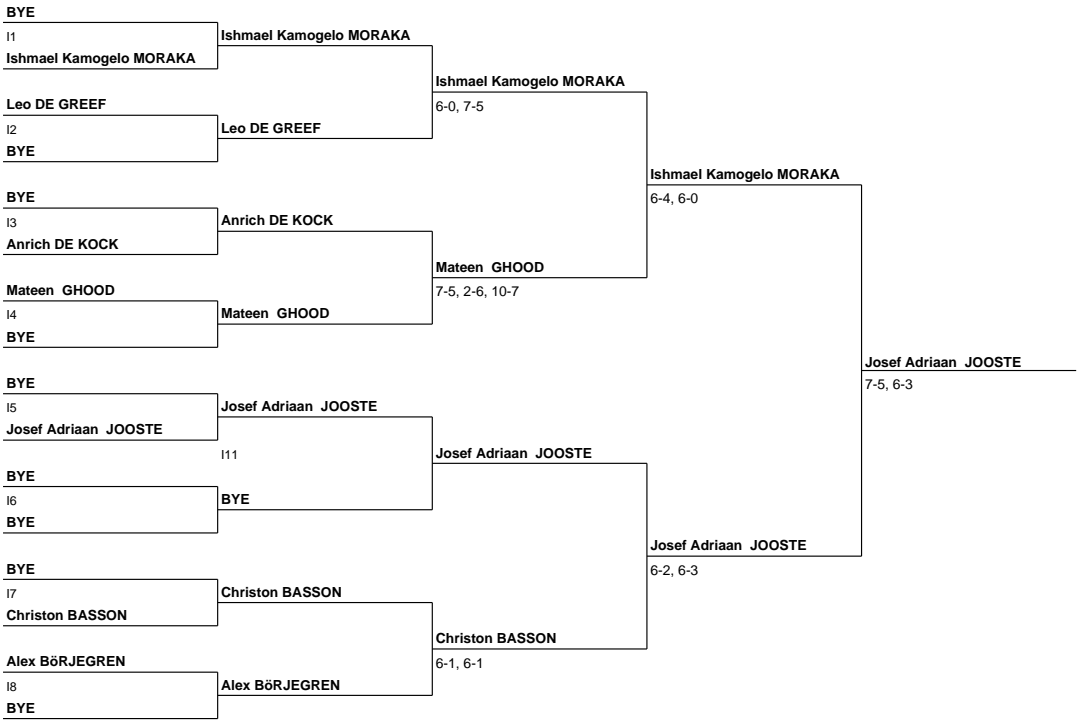 BYE
I1
Ishmael Kamogelo MORAKA
Leo DE GREEF
I2
BYE
BYE
I3
Anrich DE KOCK
Mateen  GHOOD
I4
BYE
BYE
I5
Josef Adriaan  JOOSTE
BYE
I6
BYE
BYE
I7
Christon BASSON
Alex BöRJEGREN
I8
BYE
Ishmael Kamogelo MORAKA
Leo DE GREEF
Anrich DE KOCK
Mateen  GHOOD
Josef Adriaan  JOOSTE
I11
BYE
Christon BASSON
Alex BöRJEGREN
Ishmael Kamogelo MORAKA
6-0, 7-5
Mateen  GHOOD
7-5, 2-6, 10-7
Josef Adriaan  JOOSTE
Christon BASSON
6-1, 6-1
Ishmael Kamogelo MORAKA
6-4, 6-0
Josef Adriaan  JOOSTE
6-2, 6-3
Josef Adriaan  JOOSTE
7-5, 6-3